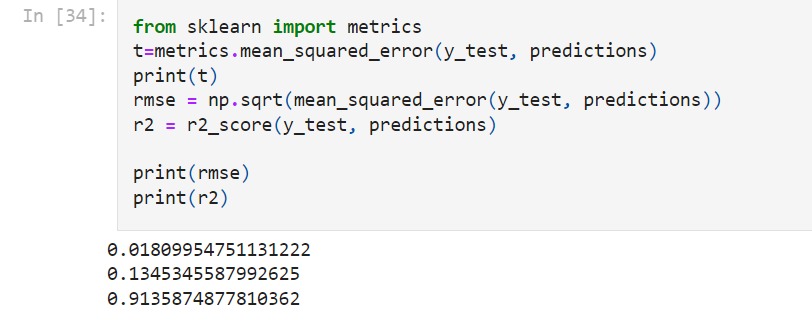 In [34]:
from sklearn import metrics
t=metrics.mean_squared_error(y_test, predictions)
print(t)
rmse = np.sqrt(mean_squared_error(y_test, predictions))
r2 = r2_score(y_test, predictions)
print(rmse)
print(r2)
0.01809954751131222
0.1345345587992625
0.9135874877810362